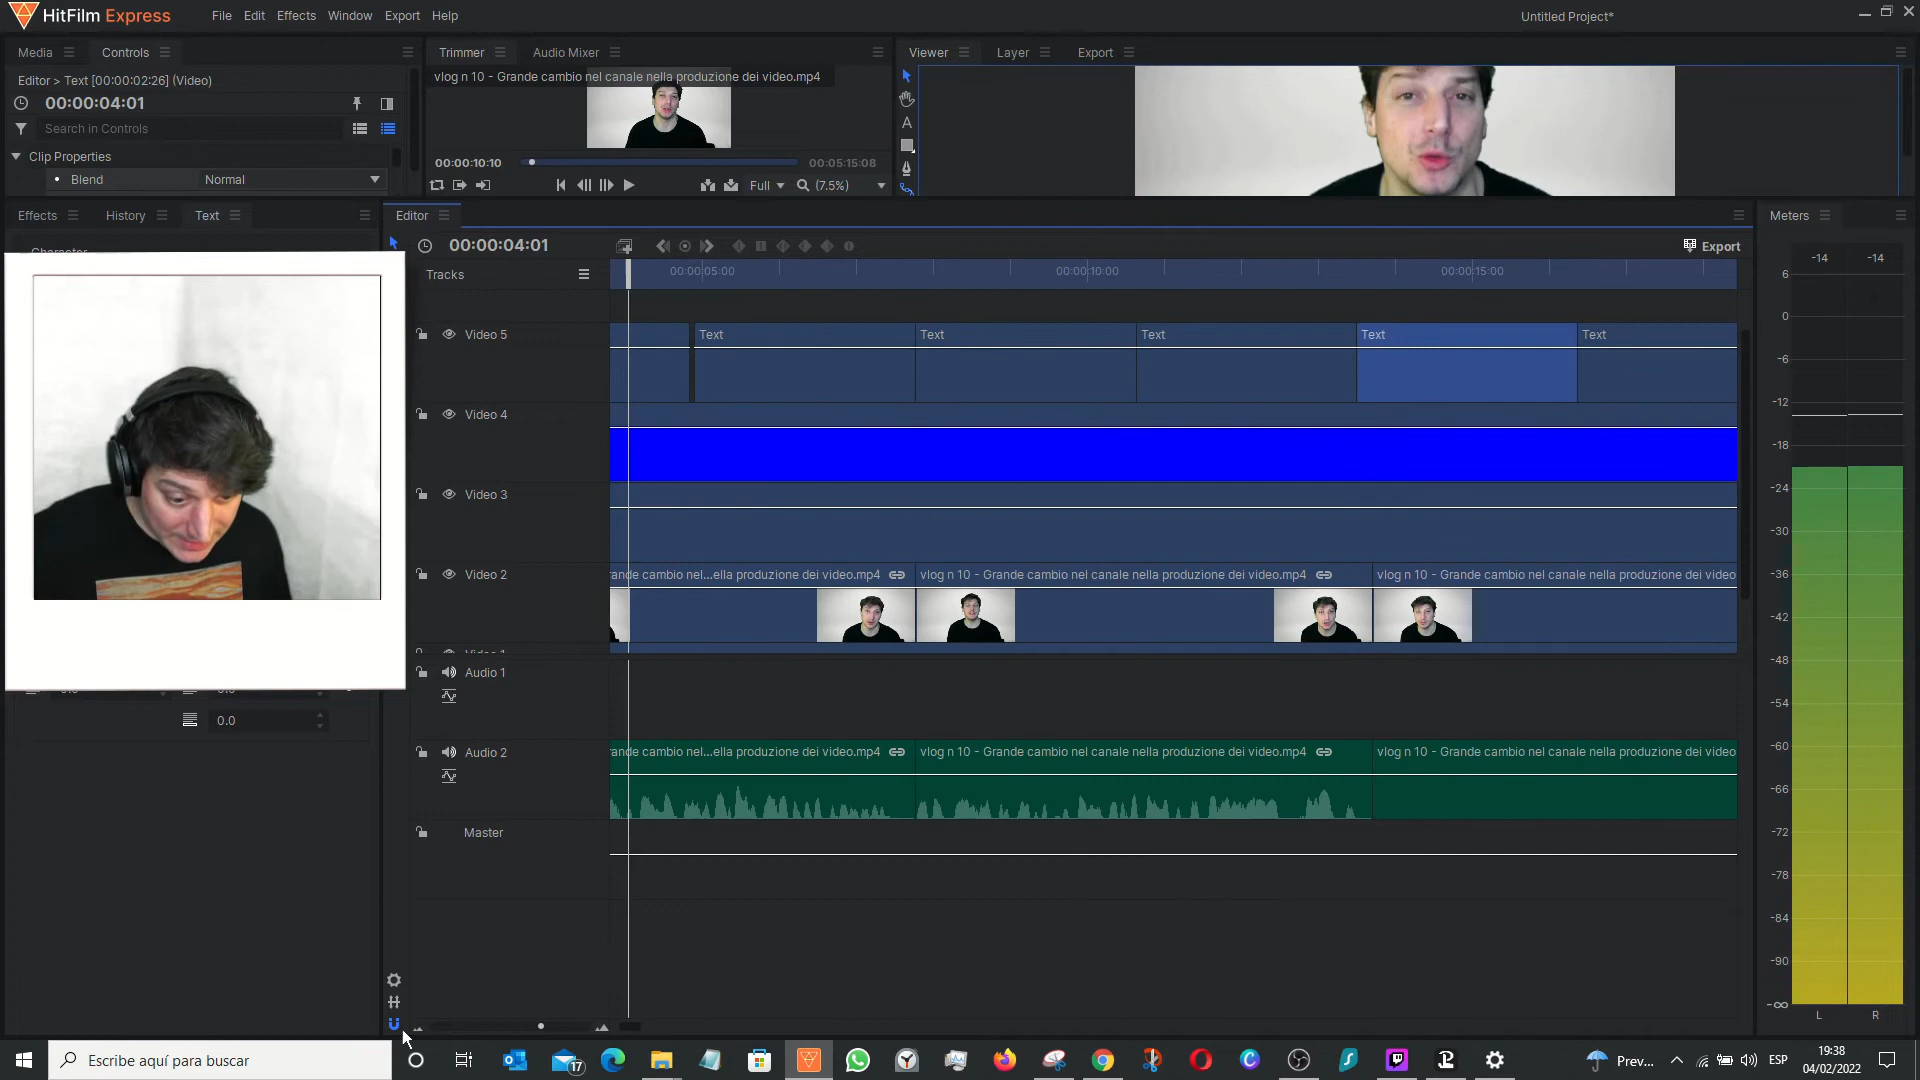 HitFilm Express
File Edit Effects Window Export Help
Untitled Project*
Media
Controls
Trimmer
Audio Mixer
Viewer
Layer
Export
Editor > Text [00:00:02:26] (Video)
vlog n 10 - Grande cambio nel canale nella produzione dei video.mp4
00:00:04:01
Search in Controls
Clip Properties
Blend
Normal
00:00:10:10
00:05:15:08
Full
(7.5%)
Effects
History
Text
Editor
Meters
00:00:04:01
Export
Tracks
00:00:05:00
00:00:10:00
00:00:15:00
Video 5
Text
Text
Text
Text
Text
Video 4
Video 3
Video 2
rande cambio nel...ella produzione dei video.mp4
vlog n 10 - Grande cambio nel canale nella produzione dei video.mp4
vlog n 10 - Grande cambio nel canale nella produzione dei video
Audio 1
0.0
Audio 2
rande cambio nel...ella produzione dei video.mp4
vlog n 10 - Grande cambio nel canale nella produzione dei video.mp4
vlog n 10 - Grande cambio nel canale nella produzione dei video
Master
-14
-14
6
0
-6
-12
-18
-24
-30
-36
-42
-48
-54
-60
-66
-72
-78
-84
-90
-∞
L
R
Escribe aquí para buscar
17
Prev...
ESP
19:38
04/02/2022